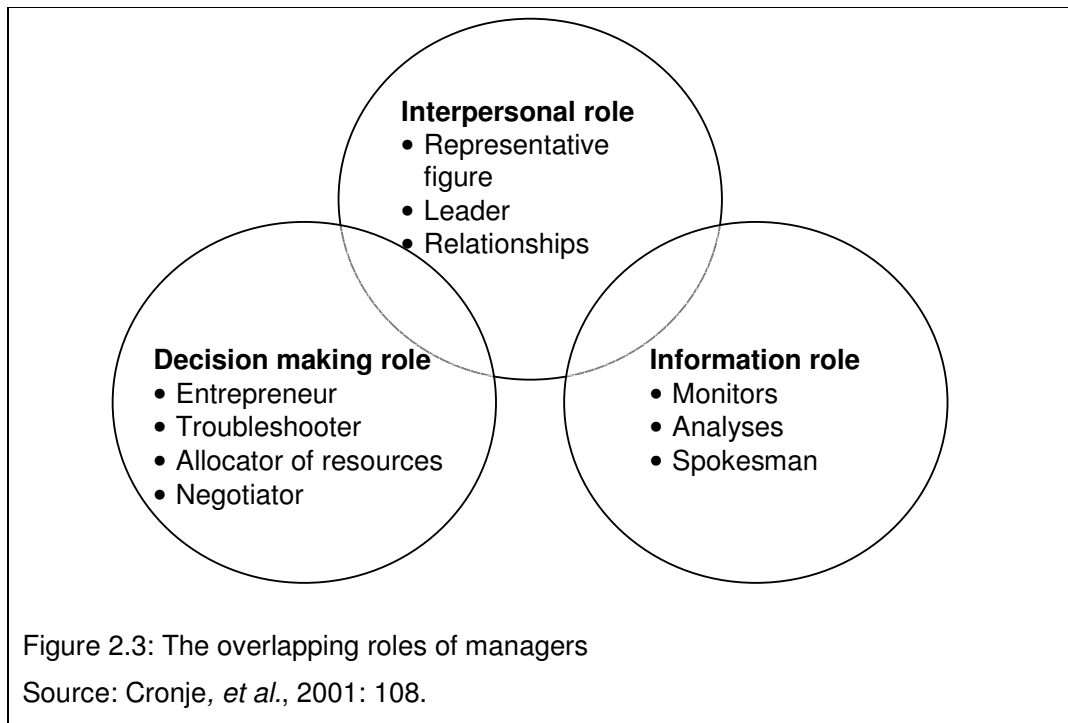 Interpersonal role
• Representative
figure
• Leader
• Relationships
Decision making role
• Entrepreneur
• Troubleshooter
• Allocator of resources
• Negotiator
Information role
• Monitors
• Analyses
• Spokesman
Figure 2.3: The overlapping roles of managers
Source: Cronje, et al., 2001: 108.